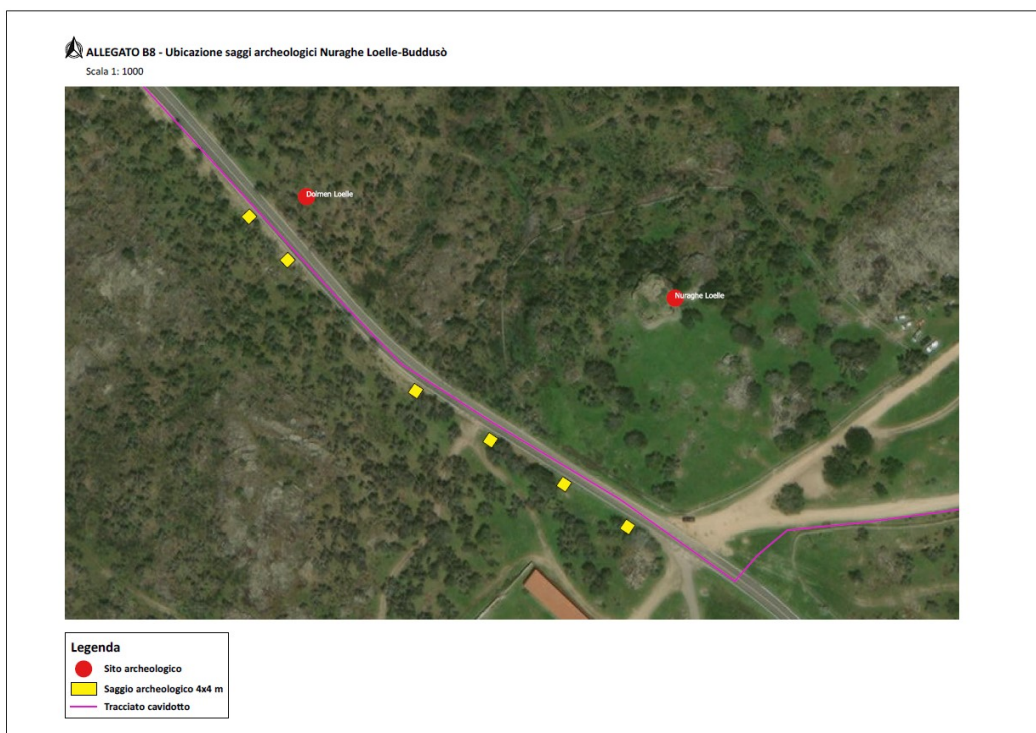 ALLEGATO B8 - Ubicazione saggi archeologici Nuraghe Loelle-Buddusò
Scala 1: 1000
Dolmen Loelle
Nuraghe Loelle
Legenda
Sito archeologico
Saggio archeologico 4x4 m
Tracciato cavidotto